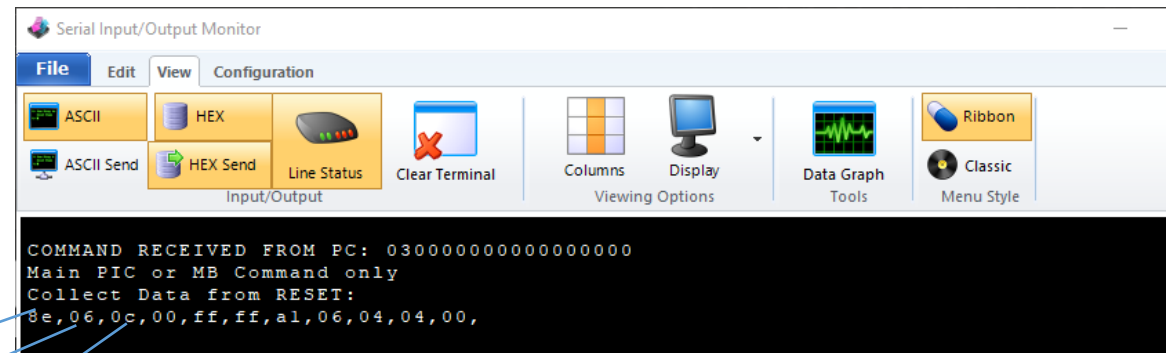 Serial Input/Output Monitor
File Edit View Configuration
ASCII HEX Ribbon
ASCII Send HEX Send Line Status Clear Terminal Columns Display Data Graph Classic
Input/Output Viewing Options Tools Menu Style
COMMAND RECEIVED FROM PC: 030000000000000000
Main PIC or MB Command only
Collect Data from RESET:
8e,06,0c,00,ff,ff,a1,06,04,04,00,